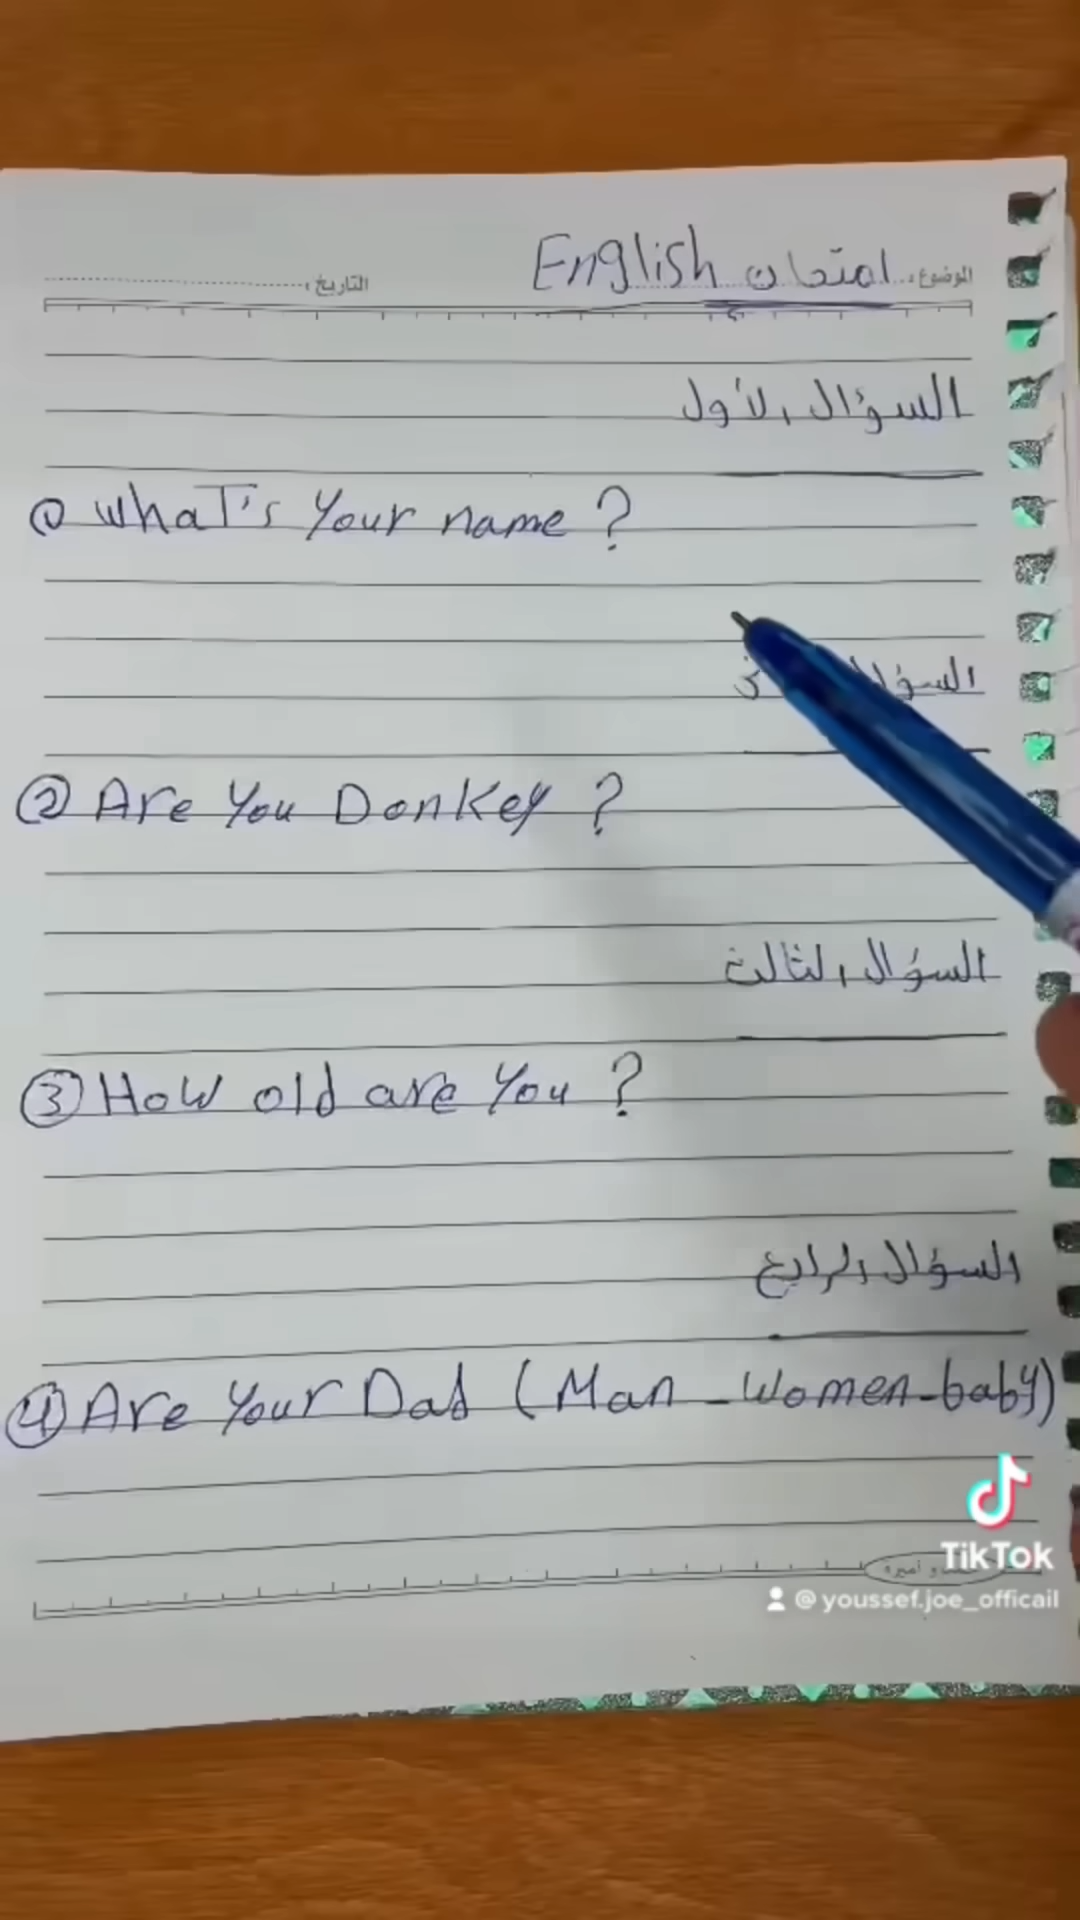 الموضوع: امتحان English
التاريخ:
السؤال الأول
① What's Your name ?
② Are You Donkey ?
السؤال الثالث
③ How old are You ?
السؤال الرابع
④ Are Your Dad (Man - Women - baby)
TikTok
@youssef.joe_officail